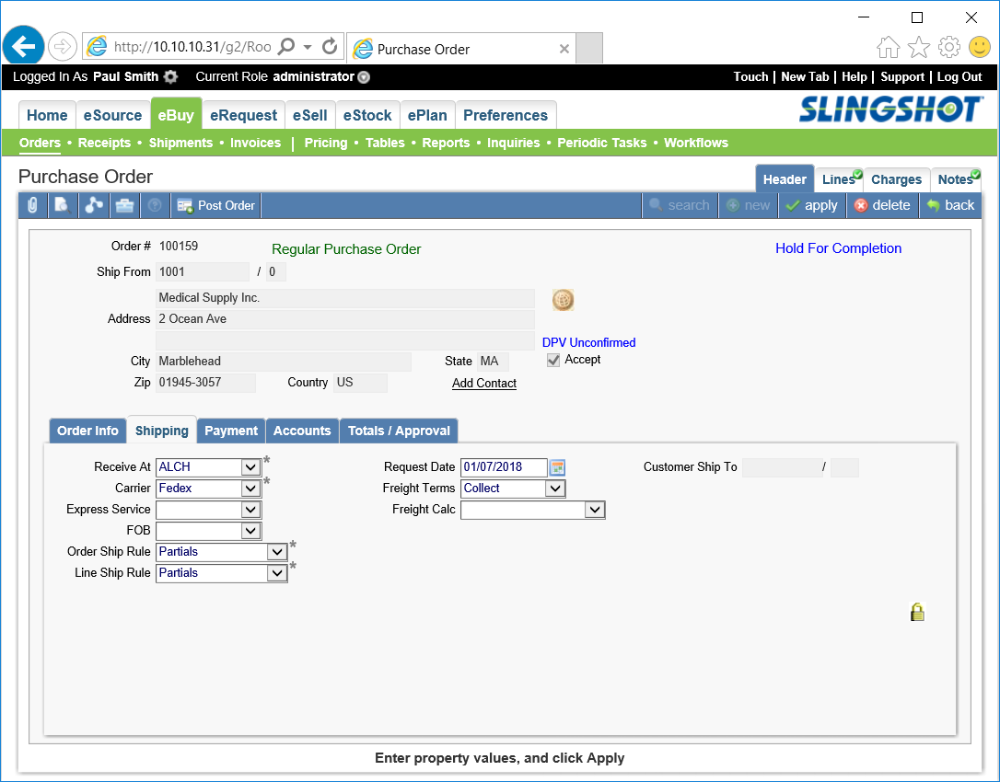 http://10.10.10.31/g2/Roo Purchase Order
Logged In As Paul Smith Current Role administrator Touch | New Tab | Help | Support | Log Out
Home eSource eBuy eRequest eSell eStock ePlan Preferences SLINGSHOT
Orders • Receipts • Shipments • Invoices | Pricing • Tables • Reports • Inquiries • Periodic Tasks • Workflows
Purchase Order Header Lines Charges Notes
Post Order search new apply delete back
Order # 100159 Regular Purchase Order Hold For Completion
Ship From 1001 / 0
Medical Supply Inc.
Address 2 Ocean Ave
DPV Unconfirmed
City Marblehead State MA Accept
Zip 01945-3057 Country US Add Contact
Order Info Shipping Payment Accounts Totals / Approval
Receive At ALCH * Request Date 01/07/2018 Customer Ship To /
Carrier Fedex * Freight Terms Collect
Express Service Freight Calc
FOB
Order Ship Rule Partials *
Line Ship Rule Partials *
Enter property values, and click Apply